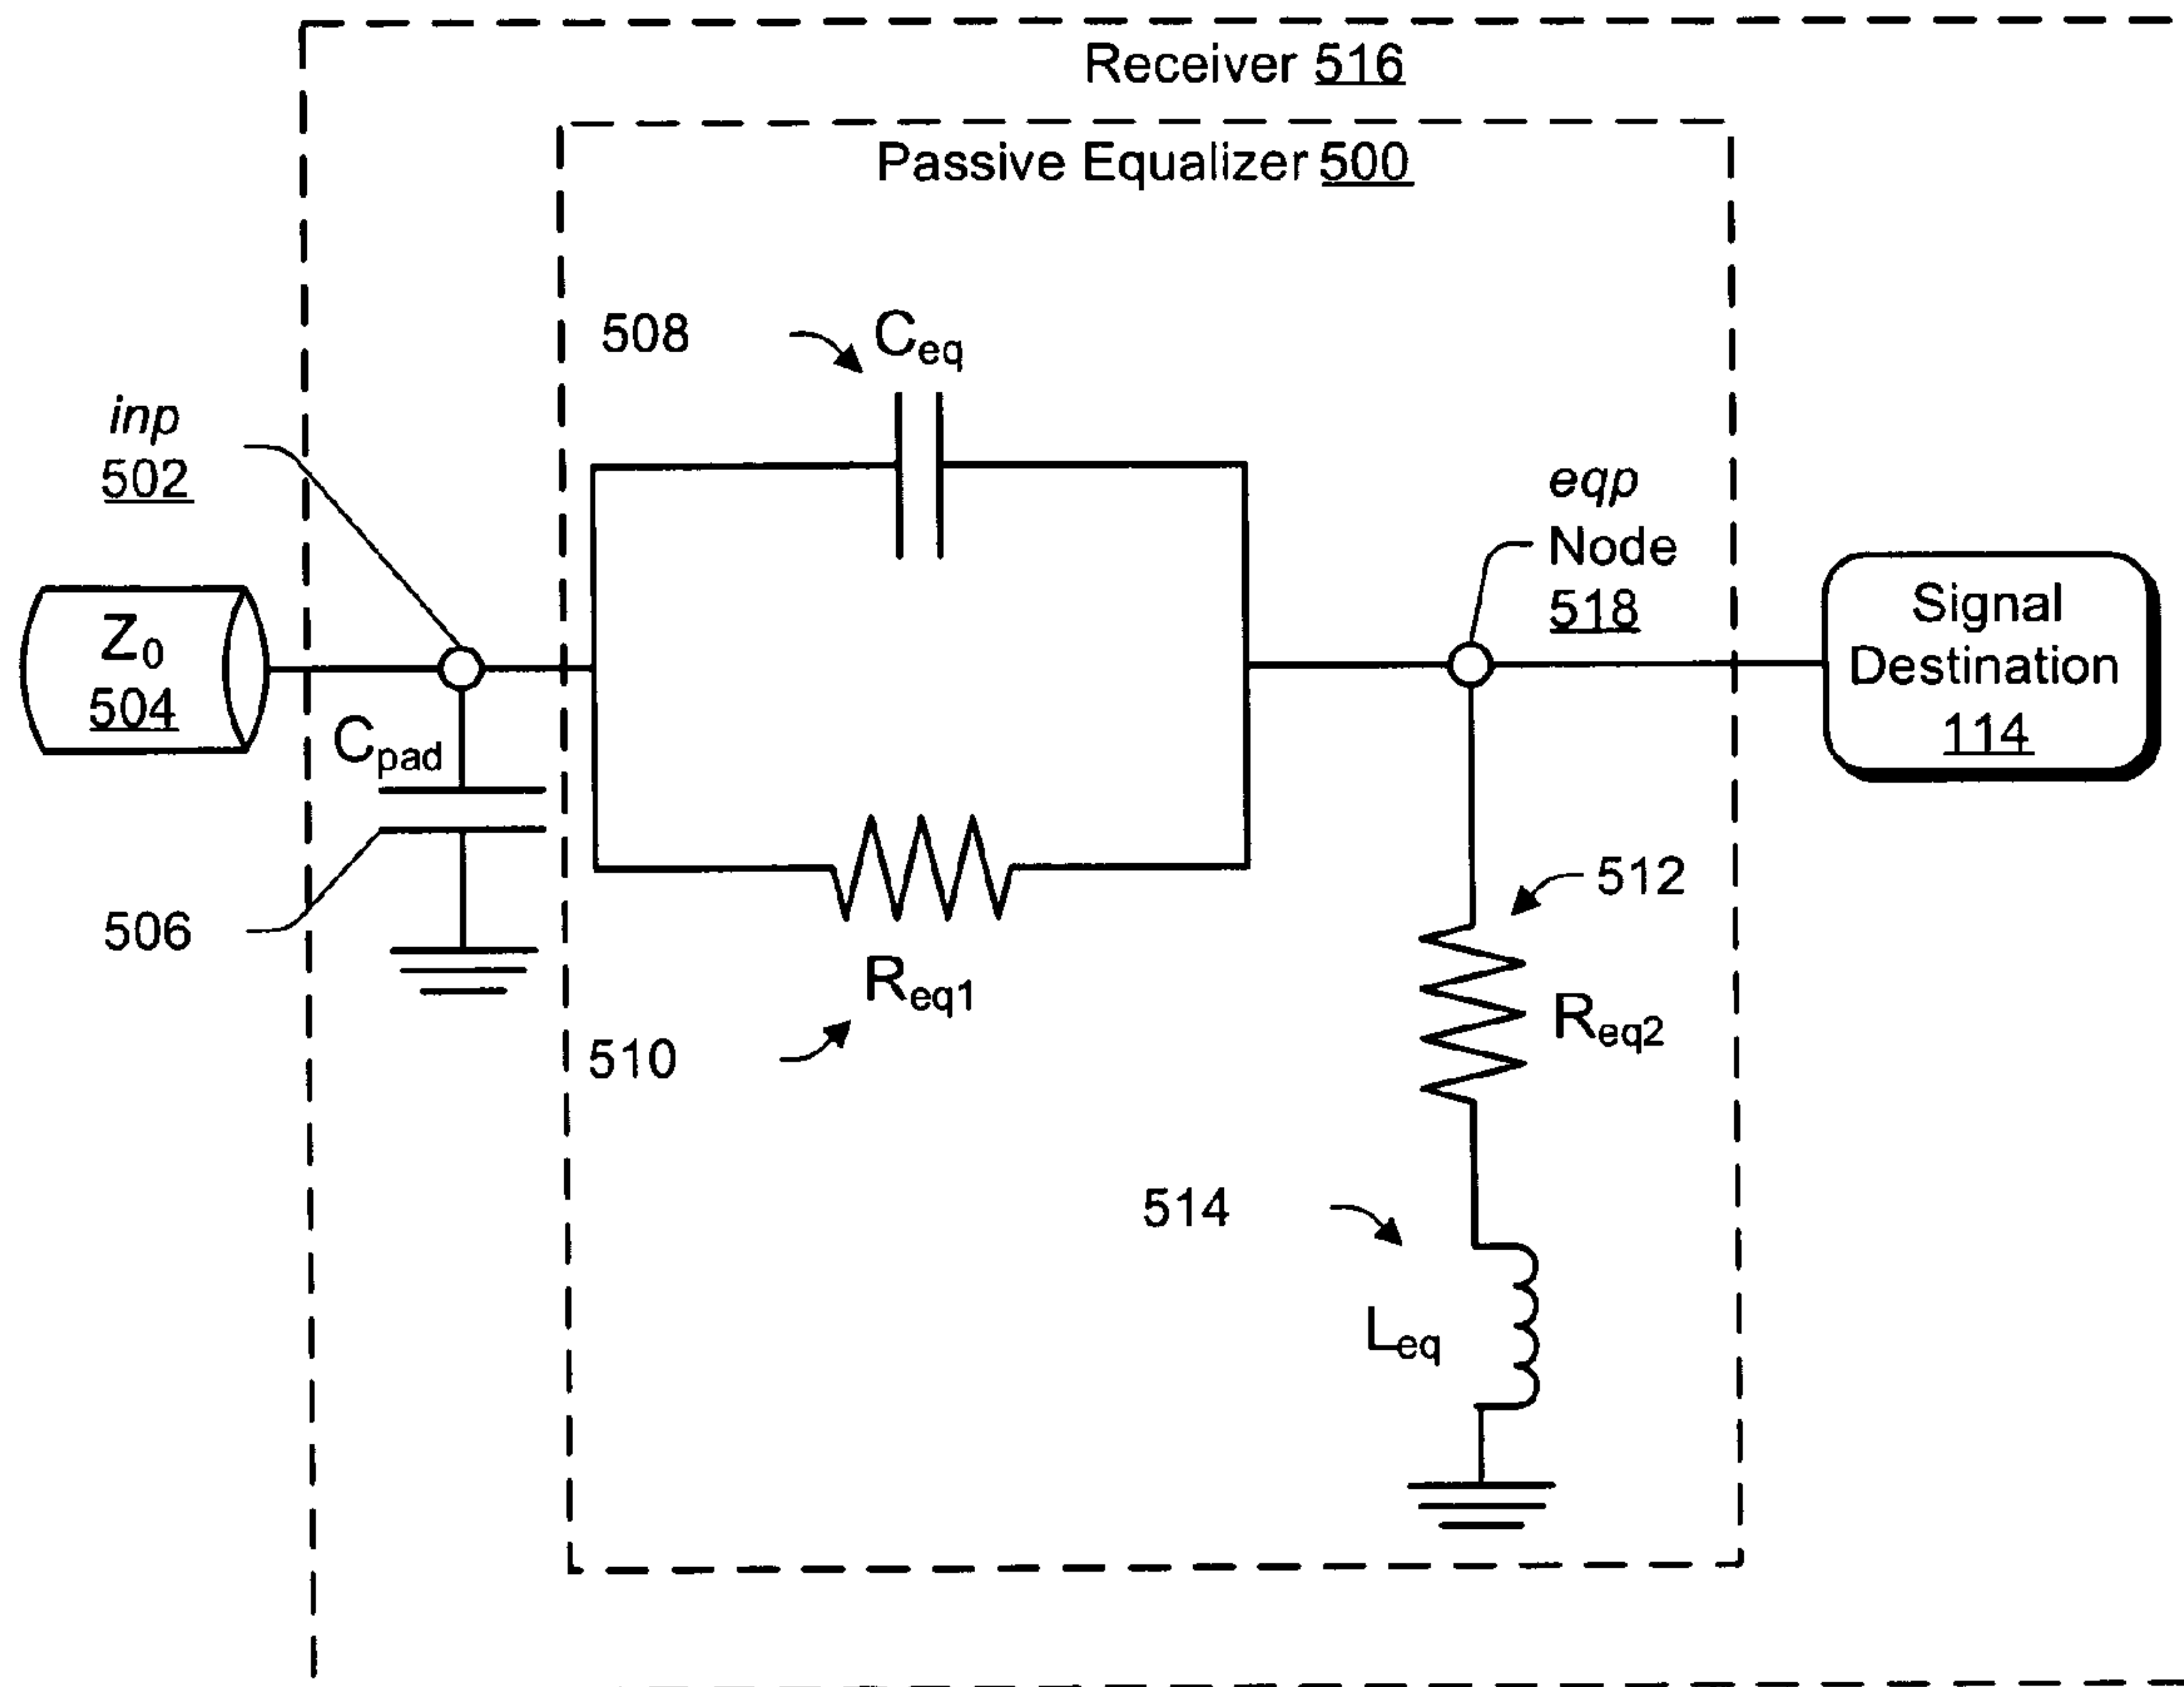 Receiver 516
Passive Equalizer 500
508
Ceq
inp
502
eqp
Node
518
Z0
504
Signal
Destination
114
Cpad
512
506
Req1
Req2
510
514
Leq